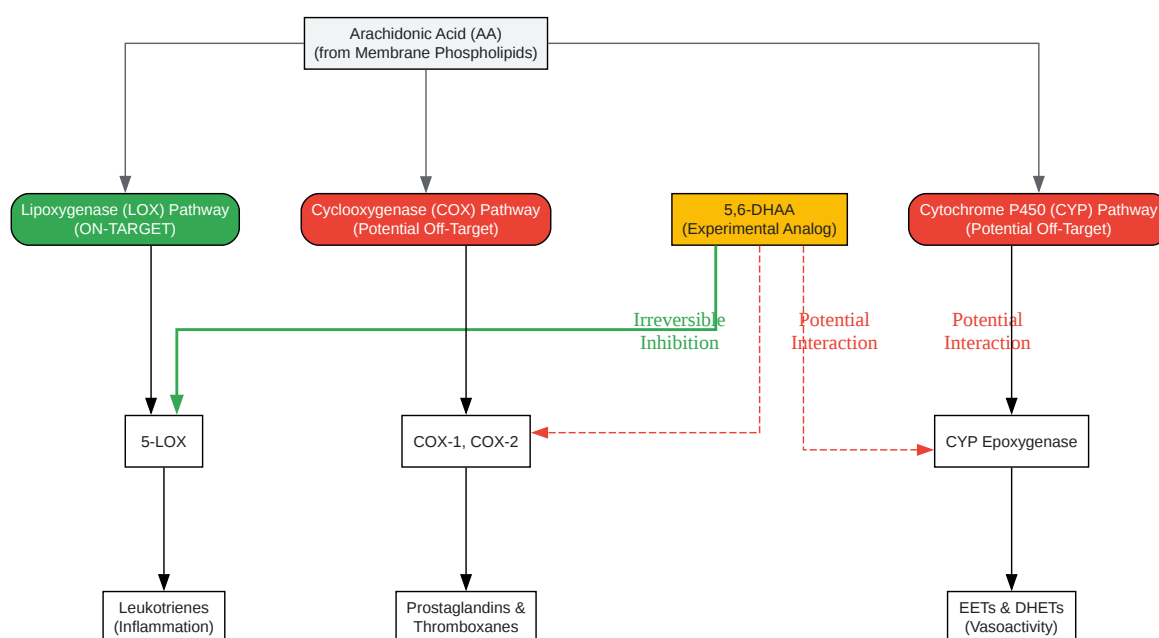 Arachidonic Acid (AA)
(from Membrane Phospholipids)
Lipoxygenase (LOX) Pathway
(ON-TARGET)
Cyclooxygenase (COX) Pathway
(Potential Off-Target)
5,6-DHAA
(Experimental Analog)
Cytochrome P450 (CYP) Pathway
(Potential Off-Target)
Irreversible
Inhibition
Potential
Interaction
Potential
Interaction
5-LOX
COX-1, COX-2
CYP Epoxygenase
Leukotrienes
(Inflammation)
Prostaglandins &
Thromboxanes
EETs & DHETs
(Vasoactivity)